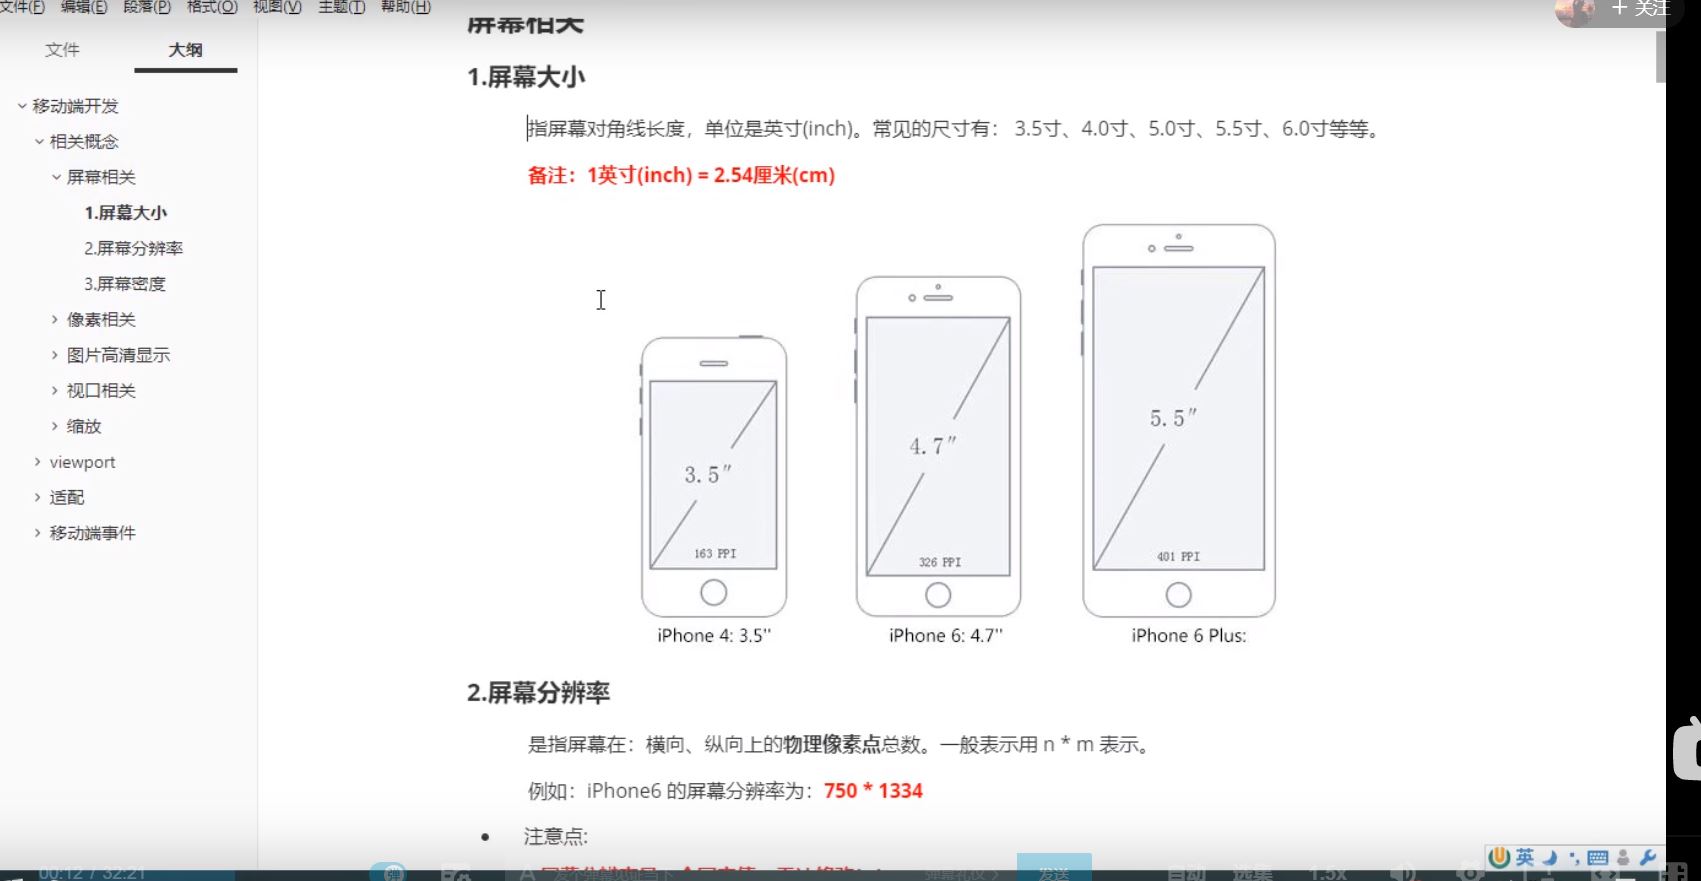 文件(F) 编辑(E) 段落(P) 格式(O) 视图(V) 主题(T) 帮助(H)
+ 关注
文件 大纲
移动端开发
相关概念
屏幕相关
1.屏幕大小
2.屏幕分辨率
3.屏幕密度
像素相关
图片高清显示
视口相关
缩放
viewport
适配
移动端事件
屏幕相关
1.屏幕大小
指屏幕对角线长度，单位是英寸(inch)。常见的尺寸有： 3.5寸、4.0寸、5.0寸、5.5寸、6.0寸等等。
备注：1英寸(inch) = 2.54厘米(cm)
3.5″
163 PPI
iPhone 4: 3.5''
4.7″
326 PPI
iPhone 6: 4.7''
5.5″
401 PPI
iPhone 6 Plus:
2.屏幕分辨率
是指屏幕在：横向、纵向上的物理像素点总数。一般表示用 n * m 表示。
例如：iPhone6 的屏幕分辨率为：750 * 1334
注意点:
英
00:12 / 32:21
弹
弹幕礼仪 >
发送
自动 选集 1.5x